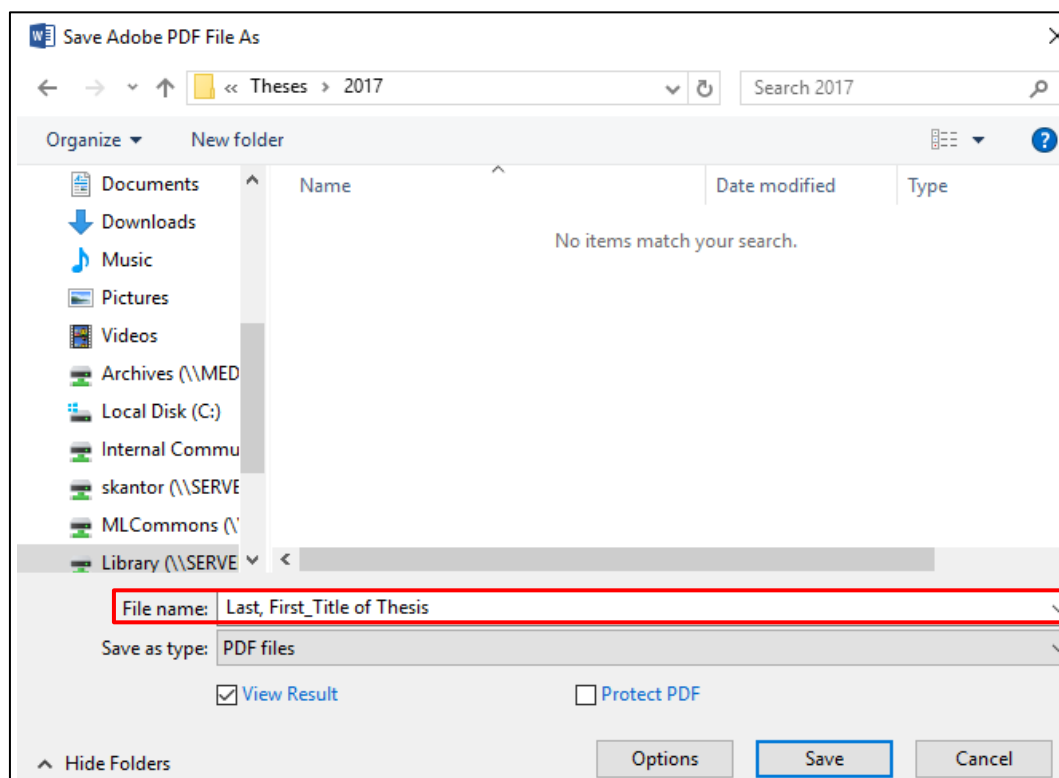 Save Adobe PDF File As
« Theses › 2017
Search 2017
Organize
New folder
?
Name
Date modified
Type
No items match your search.
Documents
Downloads
Music
Pictures
Videos
Archives (\\MED
Local Disk (C:)
Internal Commu
skantor (\\SERVE
MLCommons (\'
Library (\\SERVE
File name: Last, First_Title of Thesis
Save as type: PDF files
View Result
Protect PDF
Hide Folders
Options
Save
Cancel